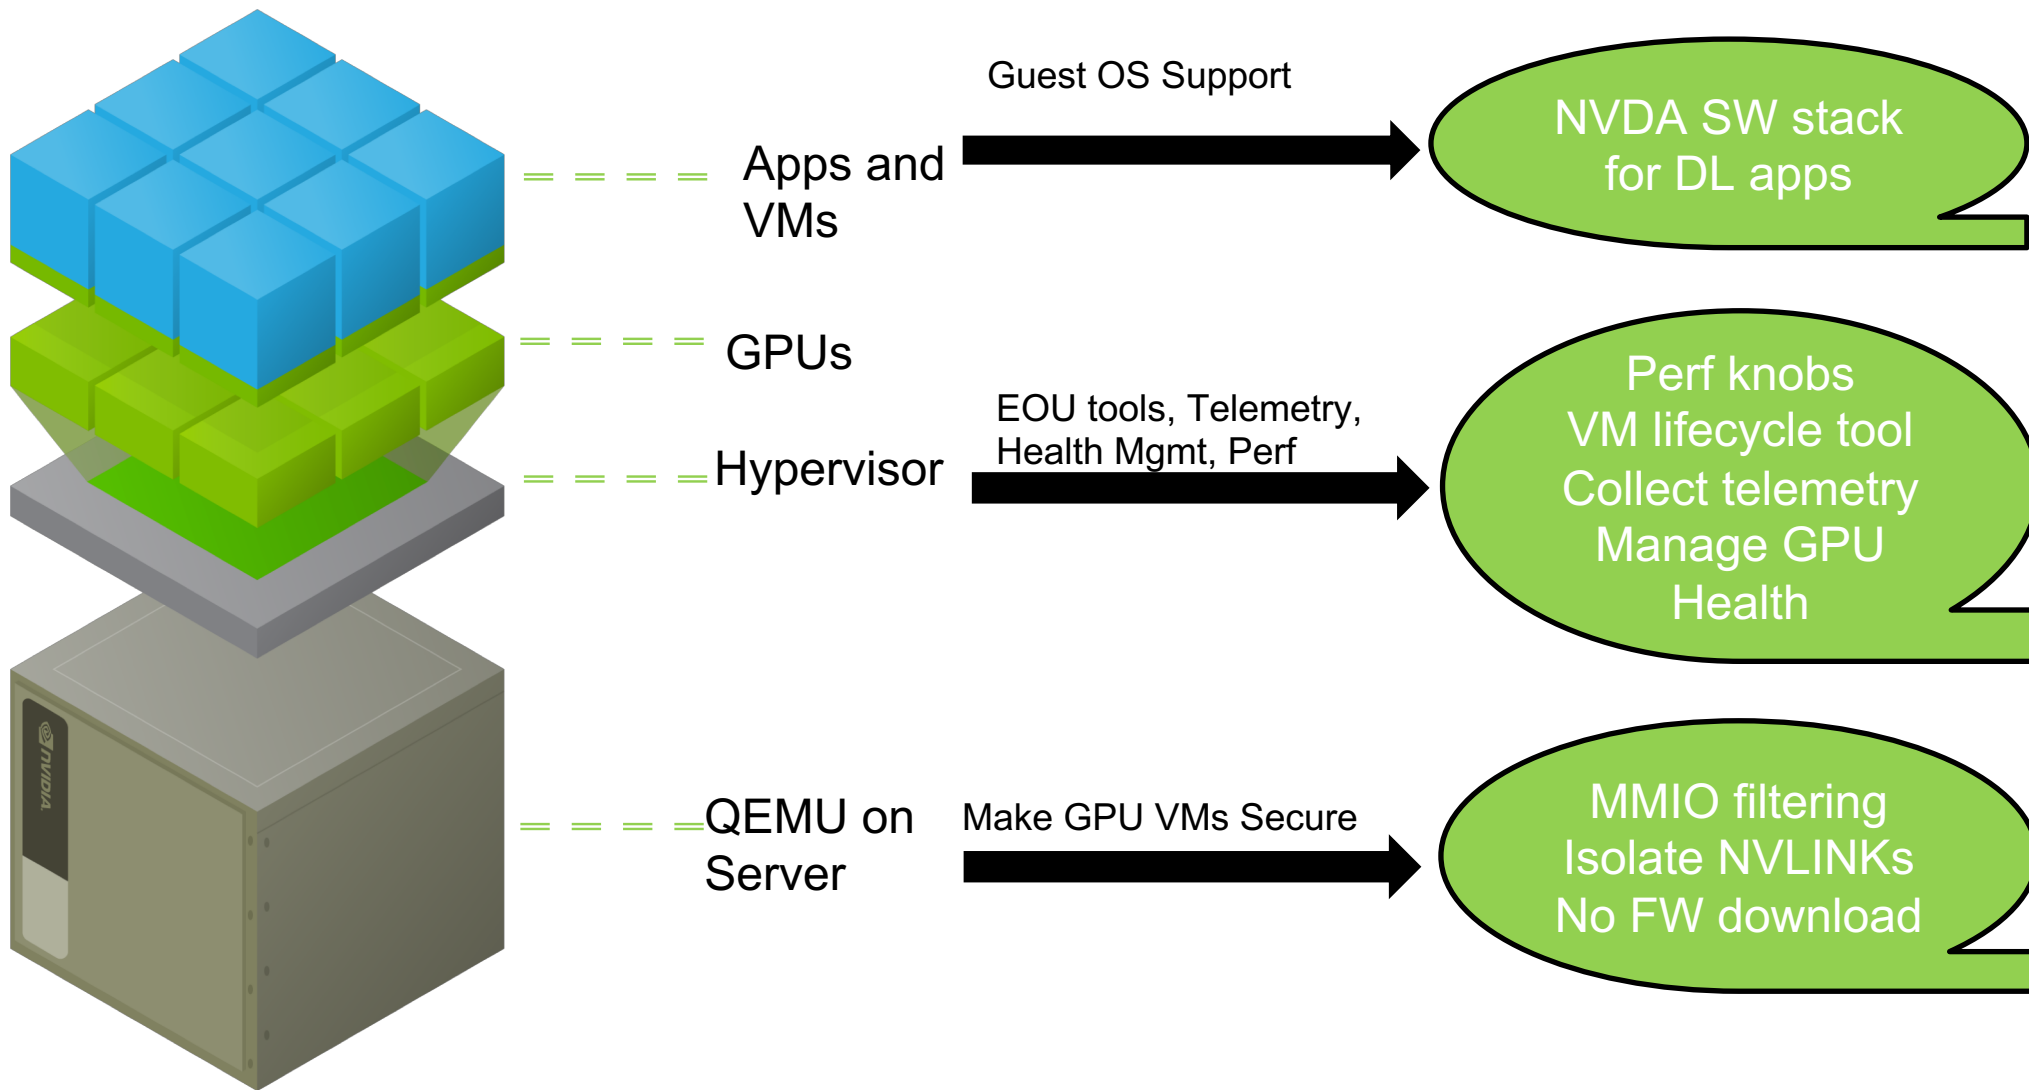 Guest OS Support
NVDA SW stack
for DL apps
Apps and
VMs
GPUs
EOU tools, Telemetry,
Health Mgmt, Perf
Hypervisor
Perf knobs
VM lifecycle tool
Collect telemetry
Manage GPU
Health
nVIDIA
QEMU on
Server
Make GPU VMs Secure
MMIO filtering
Isolate NVLINKs
No FW download